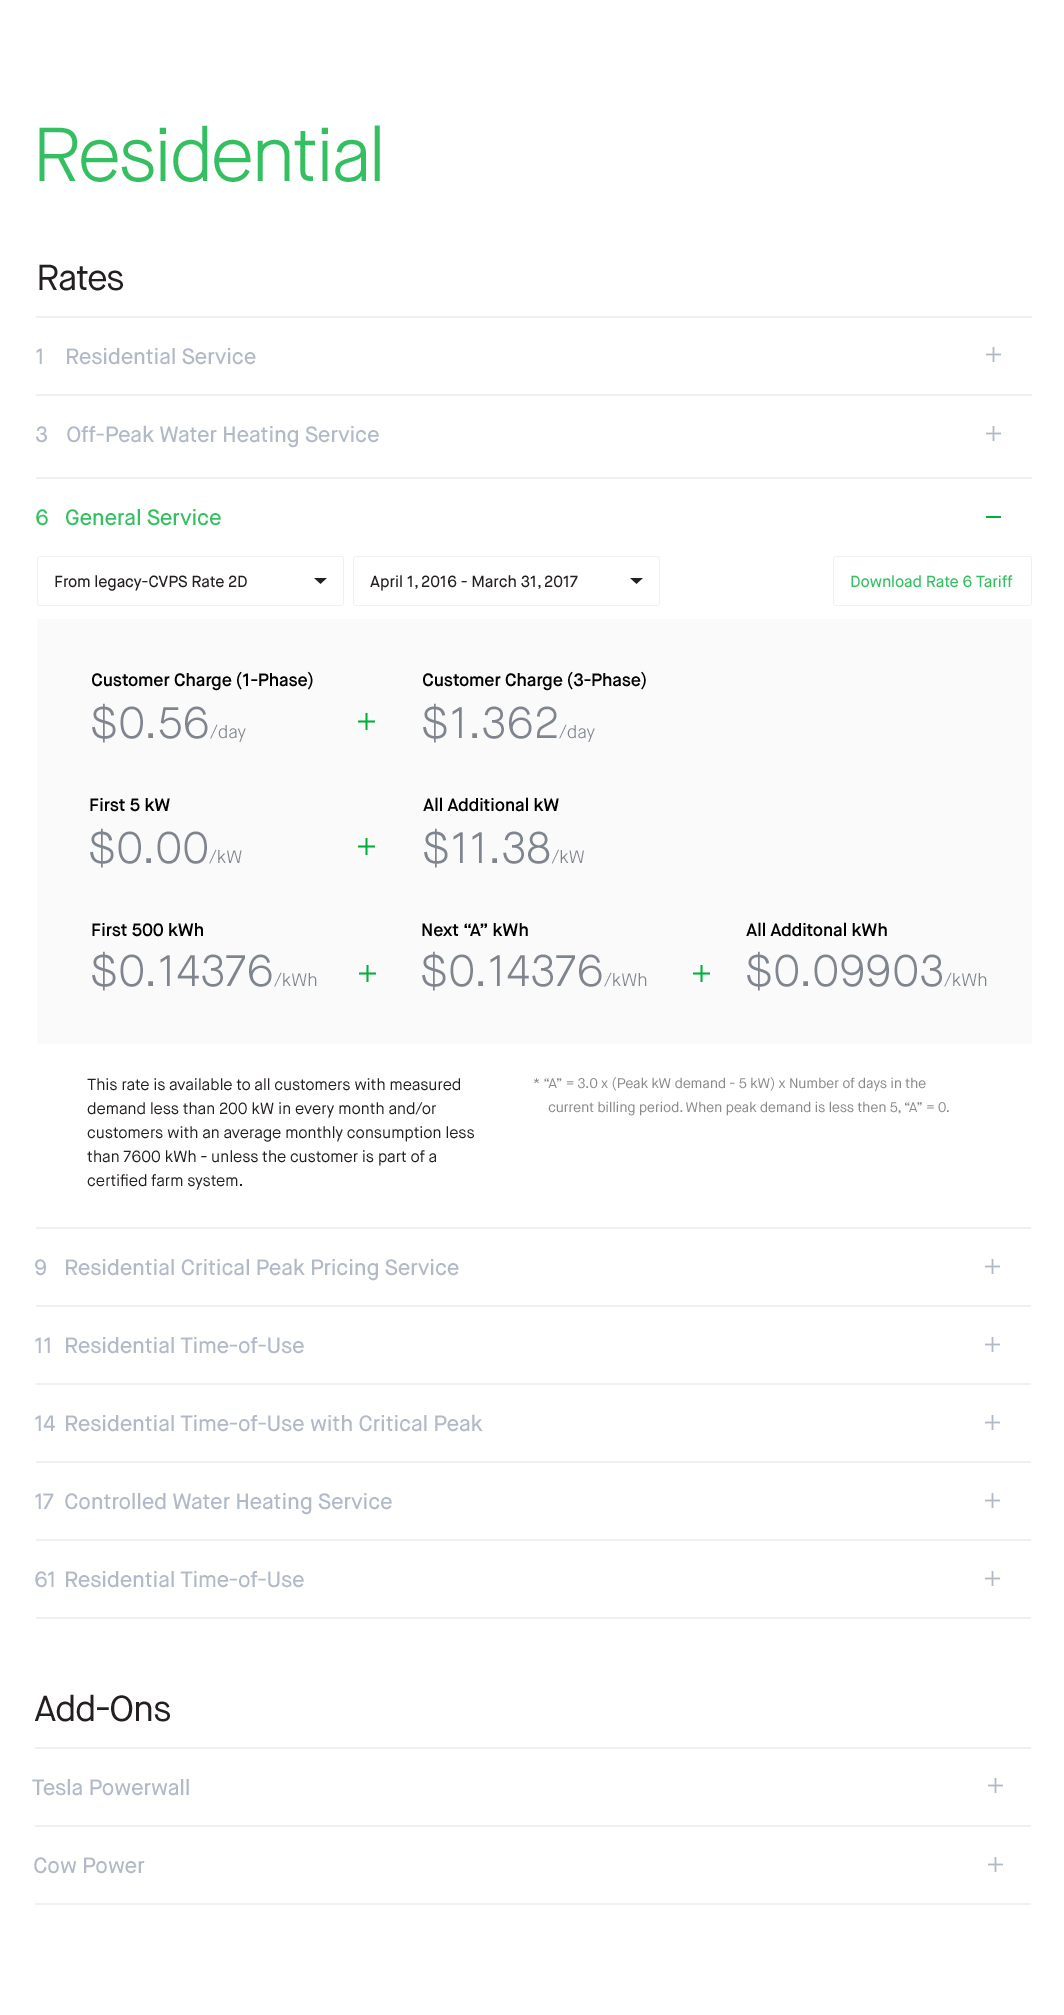 Residential
Rates
1 Residential Service +
3 Off-Peak Water Heating Service +
6 General Service −
From legacy-CVPS Rate 2D April 1, 2016 - March 31, 2017 Download Rate 6 Tariff
Customer Charge (1-Phase) Customer Charge (3-Phase)
$0.56/day + $1.362/day
First 5 kW All Additional kW
$0.00/kW + $11.38/kW
First 500 kWh Next “A” kWh All Additonal kWh
$0.14376/kWh + $0.14376/kWh + $0.09903/kWh
This rate is available to all customers with measured
demand less than 200 kW in every month and/or
customers with an average monthly consumption less
than 7600 kWh - unless the customer is part of a
certified farm system.
* “A” = 3.0 x (Peak kW demand - 5 kW) x Number of days in the
current billing period. When peak demand is less then 5, “A” = 0.
9 Residential Critical Peak Pricing Service +
11 Residential Time-of-Use +
14 Residential Time-of-Use with Critical Peak +
17 Controlled Water Heating Service +
61 Residential Time-of-Use +
Add-Ons
Tesla Powerwall +
Cow Power +